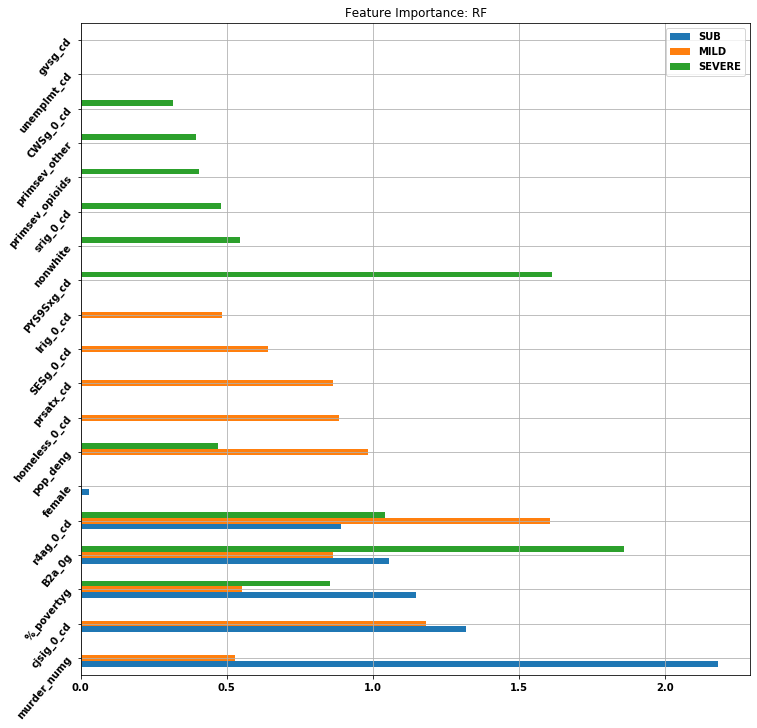 Feature Importance: RF
SUB
MILD
SEVERE
gvsg_cd
unemplmt_cd
CWSg_0_cd
primsev_other
primsev_opioids
srig_0_cd
nonwhite
PYS9Sxg_cd
lrig_0_cd
SESg_0_cd
prsatx_cd
homeless_0_cd
pop_deng
female
r4ag_0_cd
B2a_0g
%_povertyg
cjsig_0_cd
murder_numg
0.0 0.5 1.0 1.5 2.0